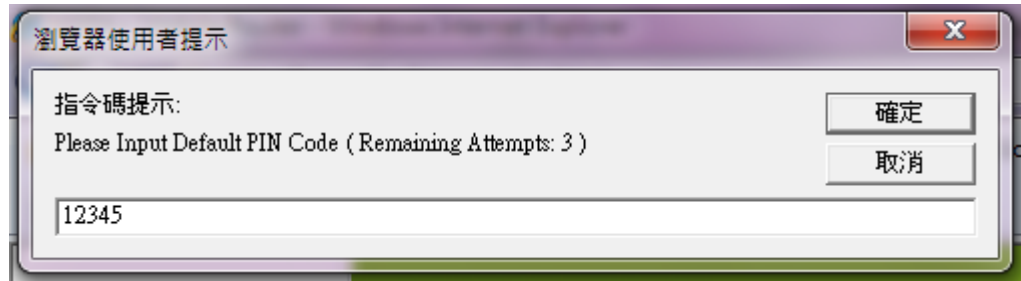 瀏覽器使用者提示
指令碼提示:
Please Input Default PIN Code ( Remaining Attempts: 3 )
確定
取消
12345